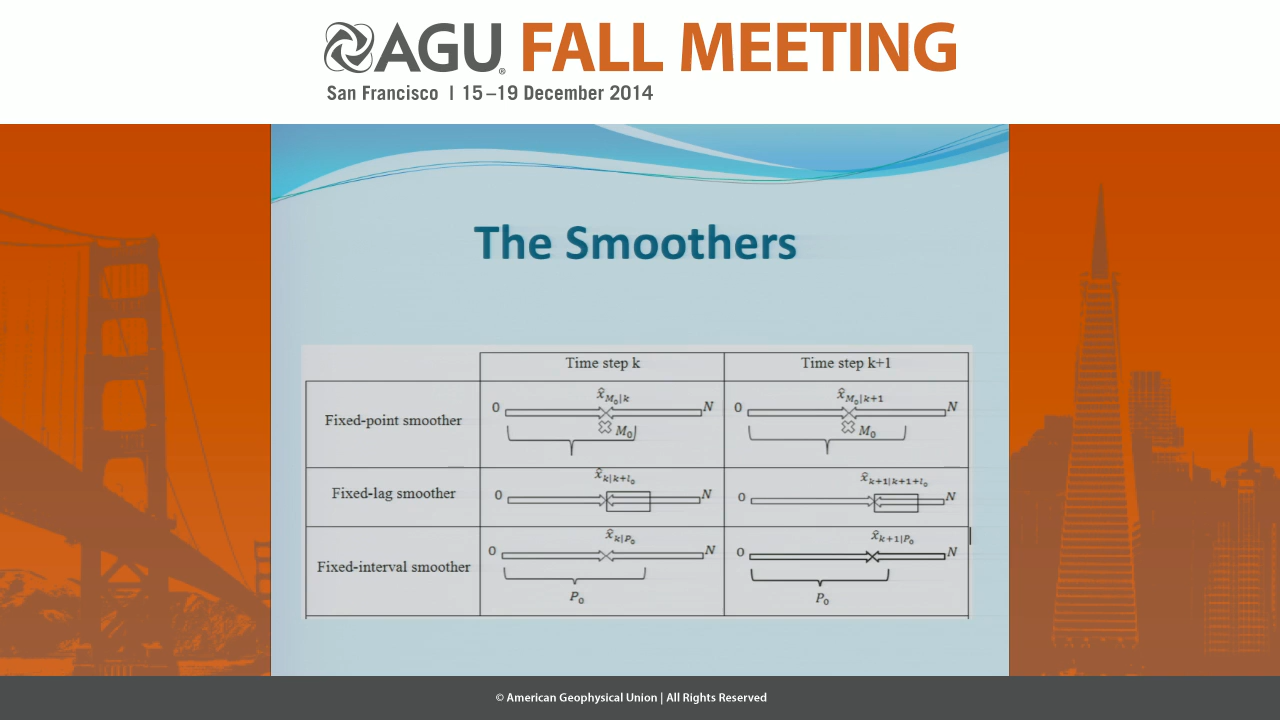 AGU® FALL MEETING
San Francisco | 15–19 December 2014
The Smoothers
Time step k Time step k+1
Fixed-point smoother 0 x̂_{M₀|k} N M₀ 0 x̂_{M₀|k+1} N M₀
Fixed-lag smoother 0 x̂_{k|k+l₀} N 0 x̂_{k+1|k+1+l₀} N
Fixed-interval smoother 0 x̂_{k|P₀} N P₀ 0 x̂_{k+1|P₀} N P₀
© American Geophysical Union | All Rights Reserved